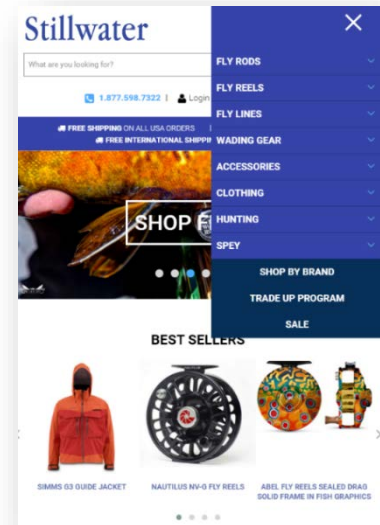 Stillwater
What are you looking for?
1.877.598.7322 | Login
FREE SHIPPING ON ALL USA ORDERS |
FREE INTERNATIONAL SHIPPI
SHOP F
FLY RODS
FLY REELS
FLY LINES
WADING GEAR
ACCESSORIES
CLOTHING
HUNTING
SPEY
SHOP BY BRAND
TRADE UP PROGRAM
SALE
BEST SELLERS
SIMMS G3 GUIDE JACKET
NAUTILUS NV-G FLY REELS
ABEL FLY REELS SEALED DRAG
SOLID FRAME IN FISH GRAPHICS